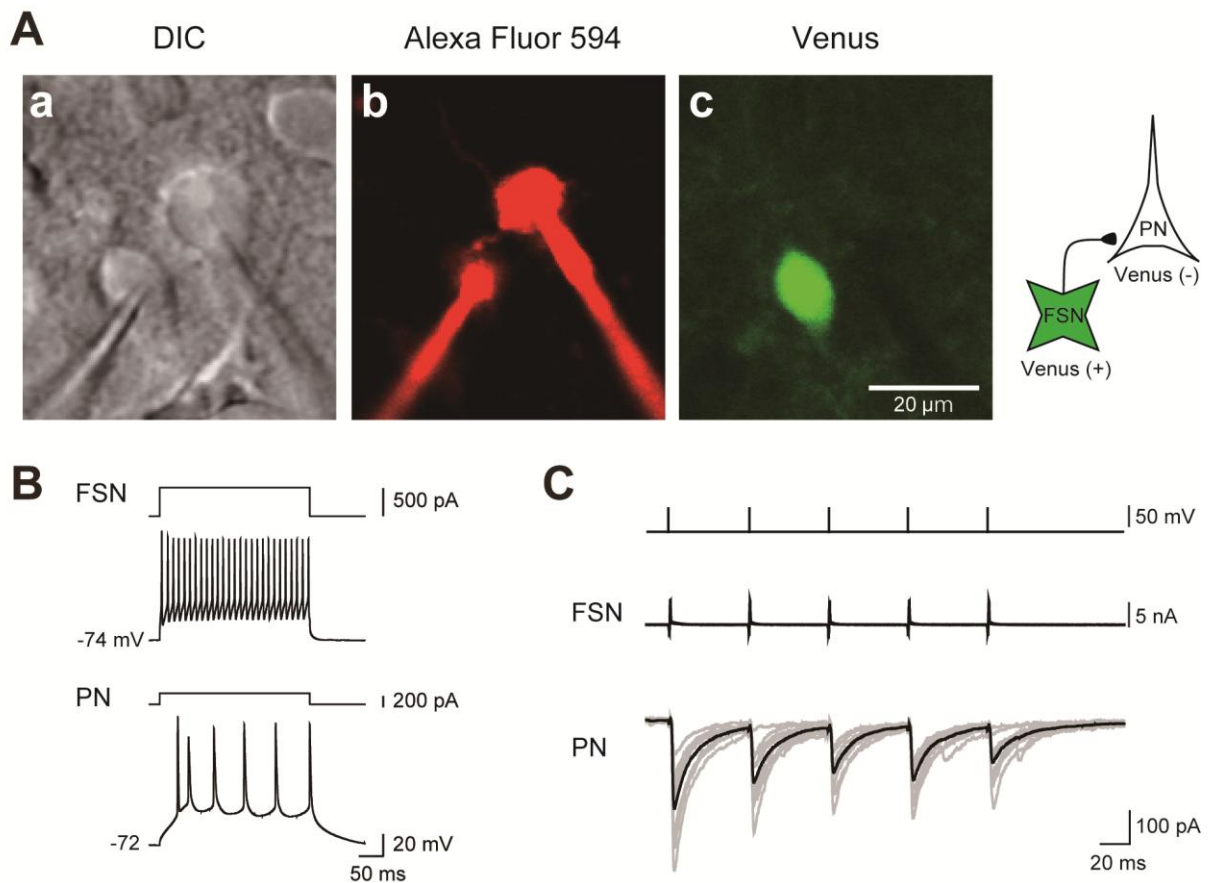 A
DIC
Alexa Fluor 594
Venus
a
b
c
20 µm
PN
Venus (-)
FSN
Venus (+)
B
FSN
500 pA
-74 mV
PN
200 pA
-72
20 mV
50 ms
C
50 mV
FSN
5 nA
PN
100 pA
20 ms